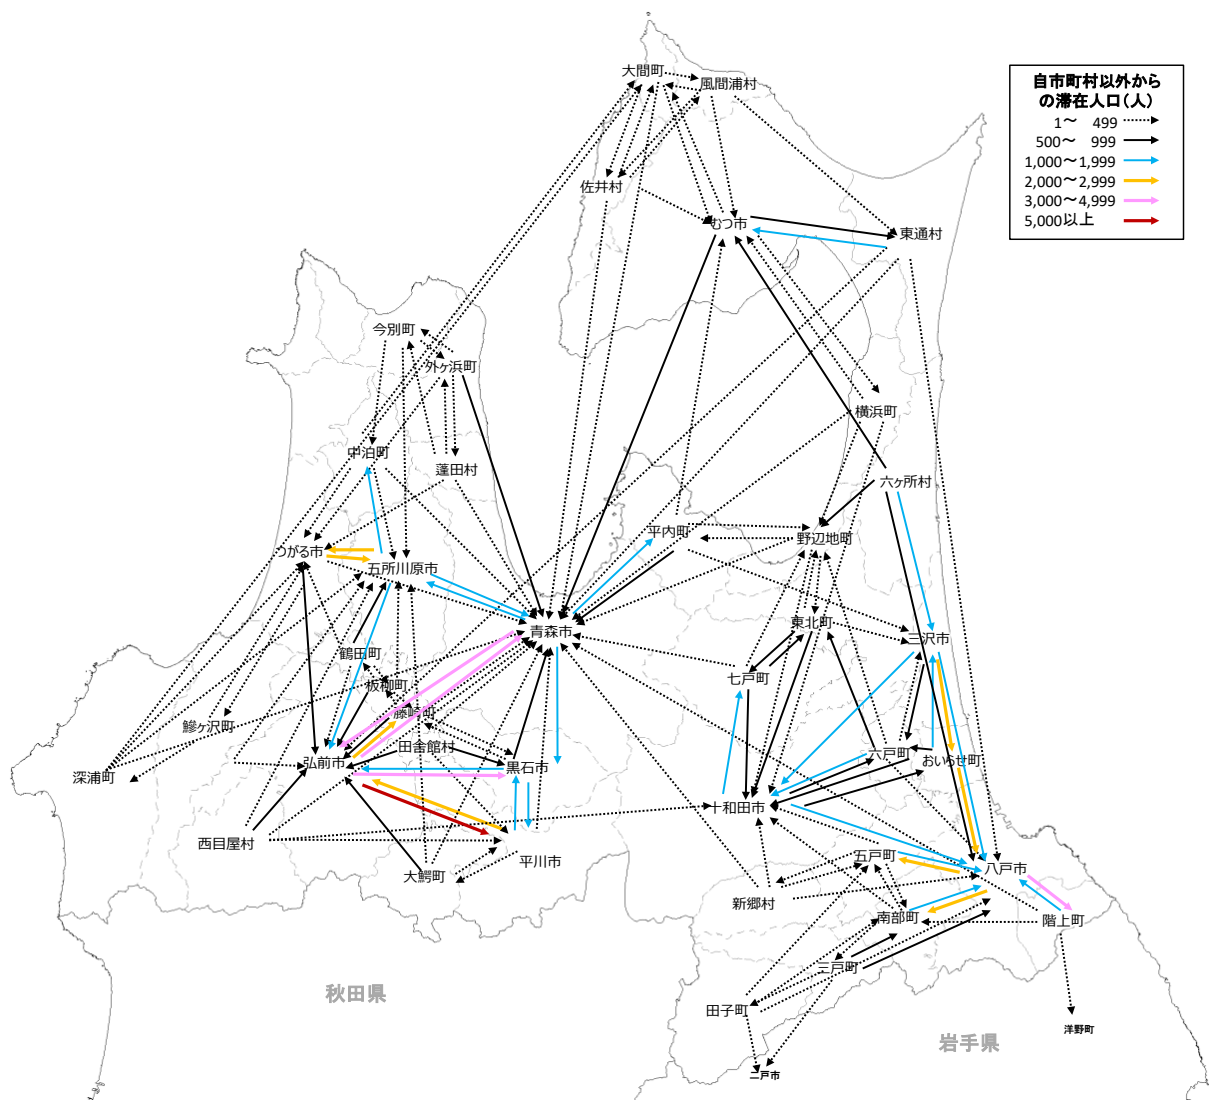 自市町村以外から
の滞在人口(人)
1～ 499
500～ 999
1,000～1,999
2,000～2,999
3,000～4,999
5,000以上
大間町
風間浦村
佐井村
むつ市
東通村
今別町
外ヶ浜町
横浜町
中泊町
蓬田村
六ヶ所村
平内町
野辺地町
つがる市
五所川原市
青森市
東北町
三沢市
鶴田町
七戸町
板柳町
藤崎町
鰺ヶ沢町
田舎館村
六戸町
おいらせ町
弘前市
黒石市
深浦町
十和田市
西目屋村
平川市
五戸町
八戸市
大鰐町
新郷村
南部町
階上町
三戸町
秋田県
田子町
洋野町
岩手県
二戸市